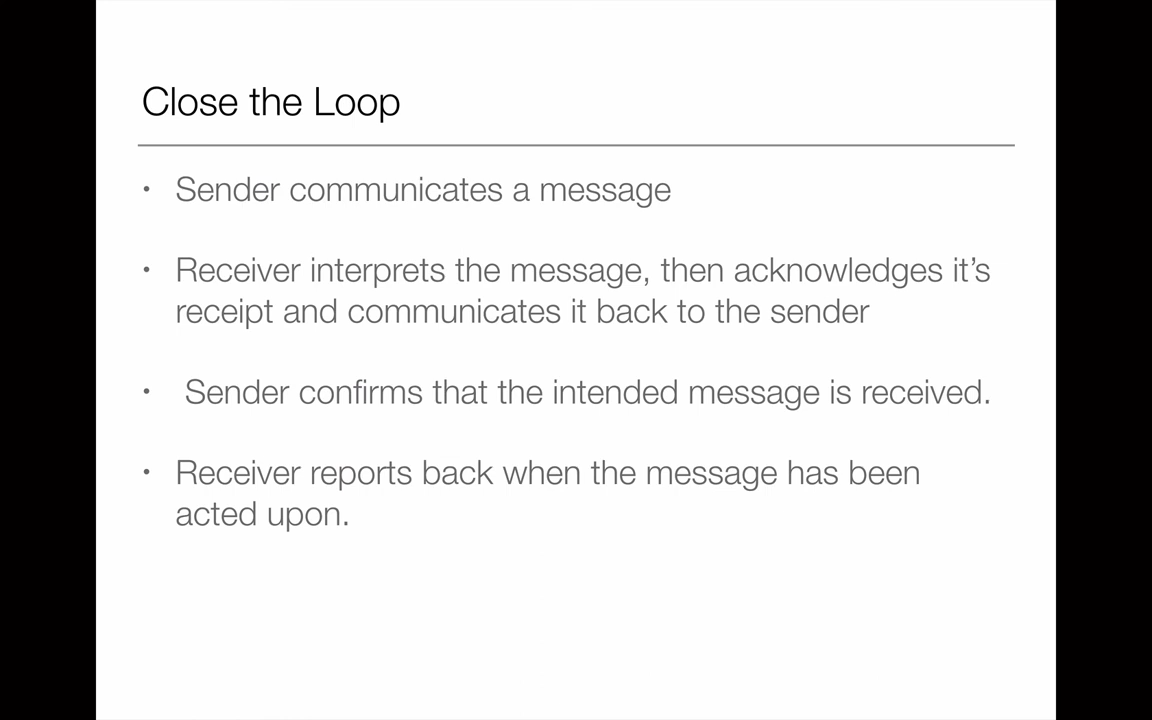 Close the Loop
• Sender communicates a message
• Receiver interprets the message, then acknowledges it’s
receipt and communicates it back to the sender
• Sender confirms that the intended message is received.
• Receiver reports back when the message has been
acted upon.